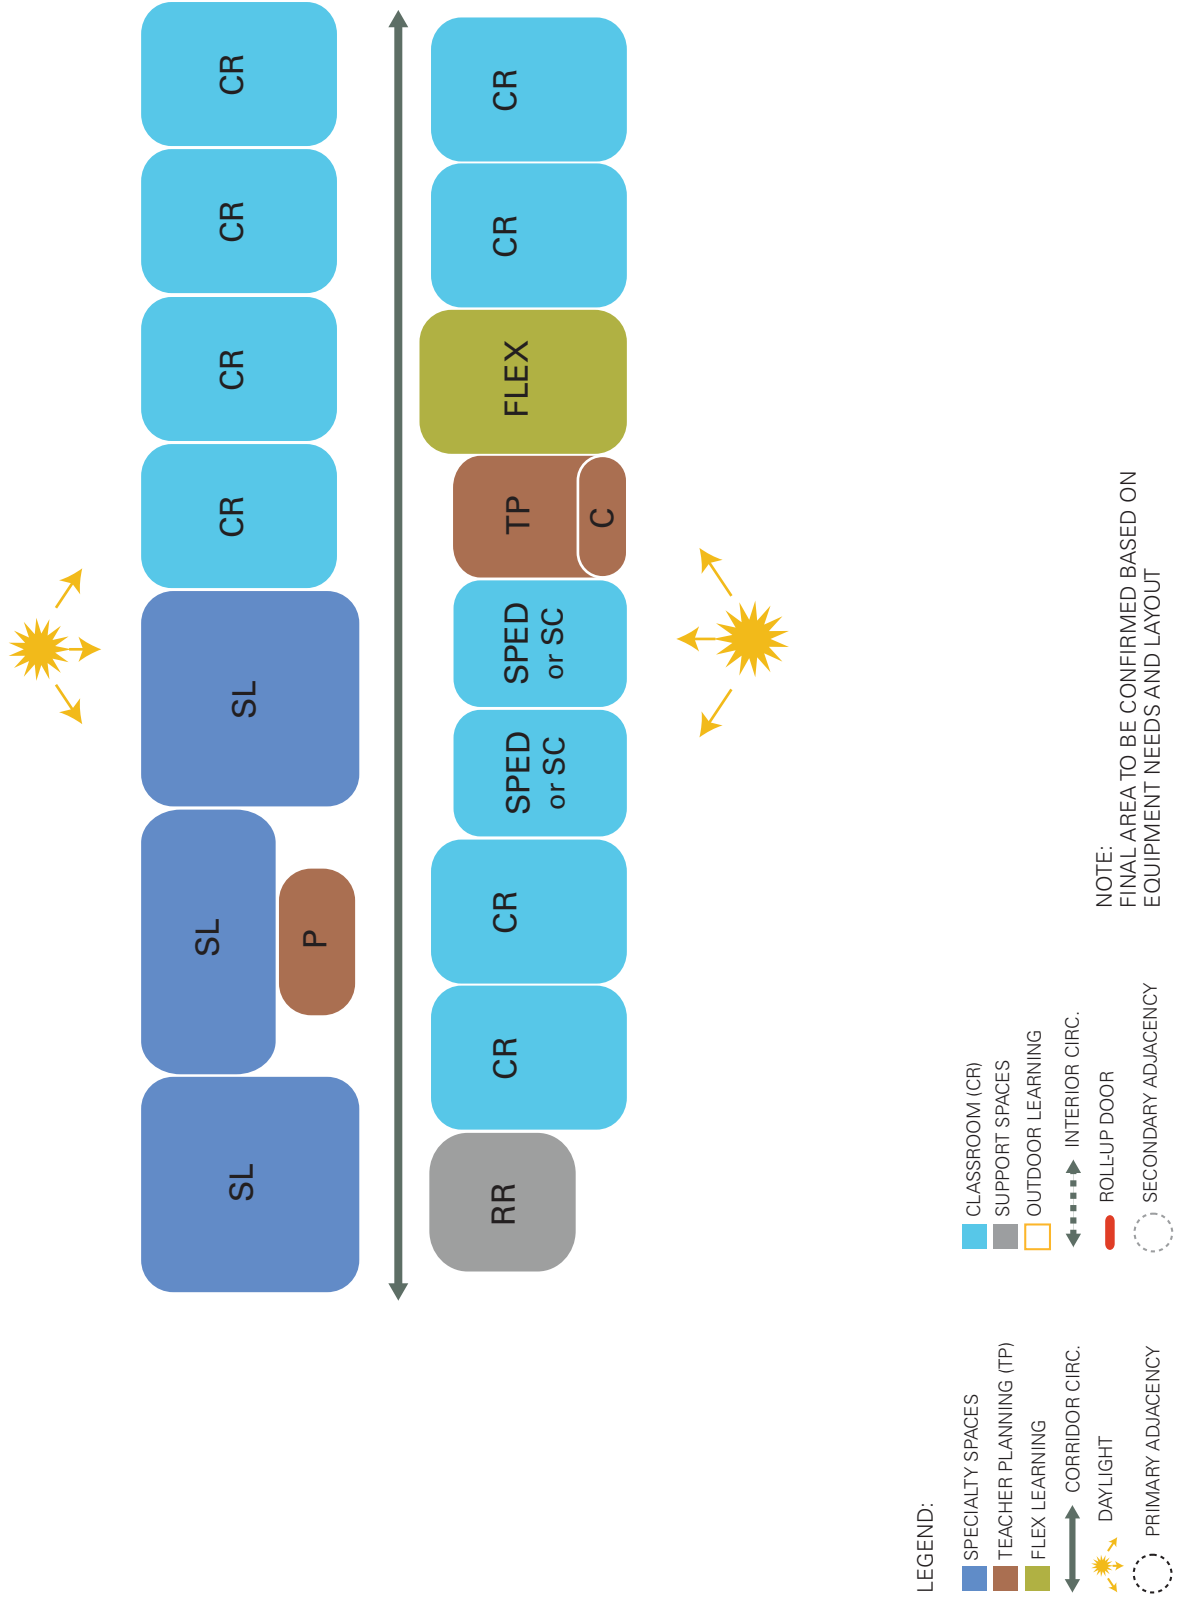 SL
SL
P
SL
CR
CR
CR
CR
RR
CR
CR
SPED
or SC
SPED
or SC
TP
C
FLEX
CR
CR
LEGEND:
SPECIALTY SPACES
TEACHER PLANNING (TP)
FLEX LEARNING
CORRIDOR CIRC.
DAYLIGHT
PRIMARY ADJACENCY
CLASSROOM (CR)
SUPPORT SPACES
OUTDOOR LEARNING
INTERIOR CIRC.
ROLL-UP DOOR
SECONDARY ADJACENCY
NOTE:
FINAL AREA TO BE CONFIRMED BASED ON
EQUIPMENT NEEDS AND LAYOUT